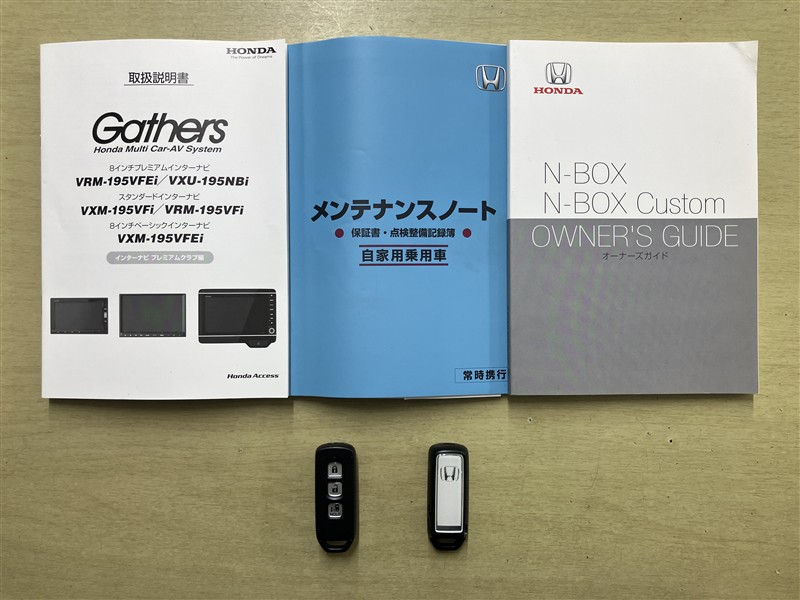 HONDA
The Power of Dreams
取扱説明書
Gathers
Honda Multi Car-AV System
8インチプレミアムインターナビ
VRM-195VFEi/VXU-195NBi
スタンダードインターナビ
VXM-195VFi/VRM-195VFi
8インチベーシックインターナビ
VXM-195VFEi
インターナビ プレミアムクラブ編
Honda Access
メンテナンスノート
● 保証書・点検整備記録簿 ●
自家用乗用車
常時携行
HONDA
N-BOX
N-BOX Custom
OWNER'S GUIDE
オーナーズガイド